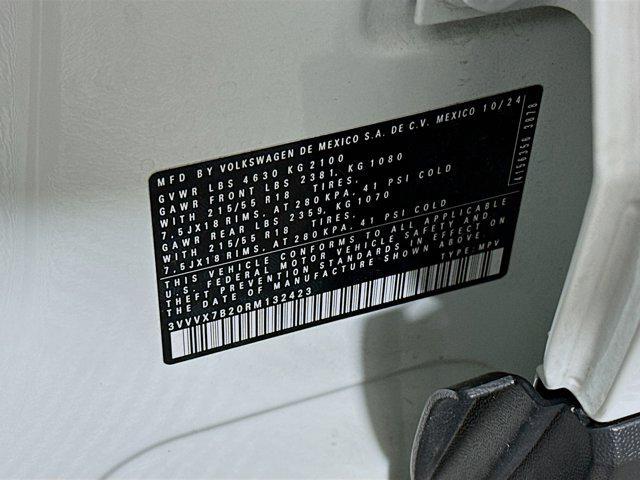 MFD BY VOLKSWAGEN DE MEXICO S.A. DE C.V. MEXICO 10/24
GVWR LBS 4630 KG 2100
GAWR FRONT LBS 2381, KG 1080
WITH 215/55 R18 TIRES,
7,5JX18 RIMS, AT 280KPA, 41 PSI COLD
GAWR REAR LBS 2359, KG 1070
WITH 215/55 R18 TIRES,
7,5JX18 RIMS, AT 280KPA, 41 PSI COLD
THIS VEHICLE CONFORMS TO ALL APPLICABLE
U.S. FEDERAL MOTOR VEHICLE SAFETY AND
THEFT PREVENTION STANDARDS IN EFFECT ON
THE DATE OF MANUFACTURE SHOWN ABOVE.
TYPE: MPV
3VVVX7B20RM132423